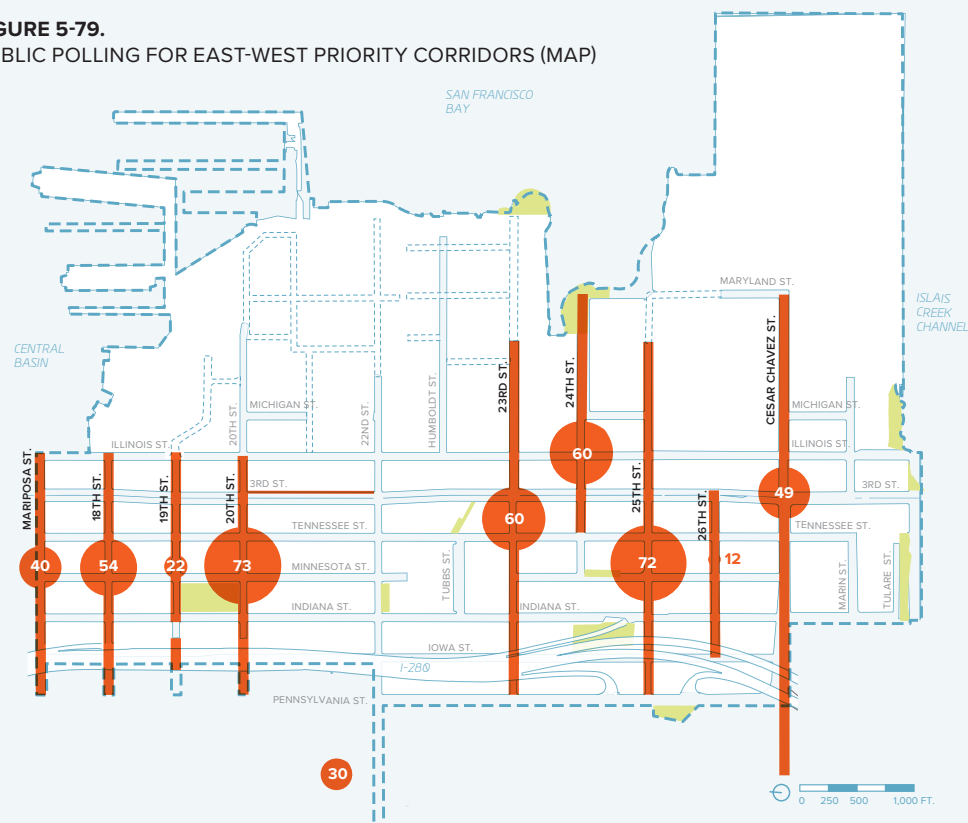 GURE 5-79.
BLIC POLLING FOR EAST-WEST PRIORITY CORRIDORS (MAP)
SAN FRANCISCO
BAY
MARYLAND ST.
ISLAIS
CREEK
CHANNEL
CENTRAL
BASIN
CESAR CHAVEZ ST.
23RD ST.
24TH ST.
MICHIGAN ST.
20TH ST.
22ND ST.
HUMBOLDT ST.
MICHIGAN ST.
ILLINOIS ST.
ILLINOIS ST.
MARIPOSA ST.
18TH ST.
19TH ST.
20TH ST.
3RD ST.
60
25TH ST.
26TH ST.
49
3RD ST.
TENNESSEE ST.
60
TENNESSEE ST.
40
54
22
73
MINNESOTA ST.
TUBBS ST.
72
12
MARIN ST.
TULARE ST.
INDIANA ST.
INDIANA ST.
IOWA ST.
I-280
PENNSYLVANIA ST.
30
0 250 500 1,000 FT.